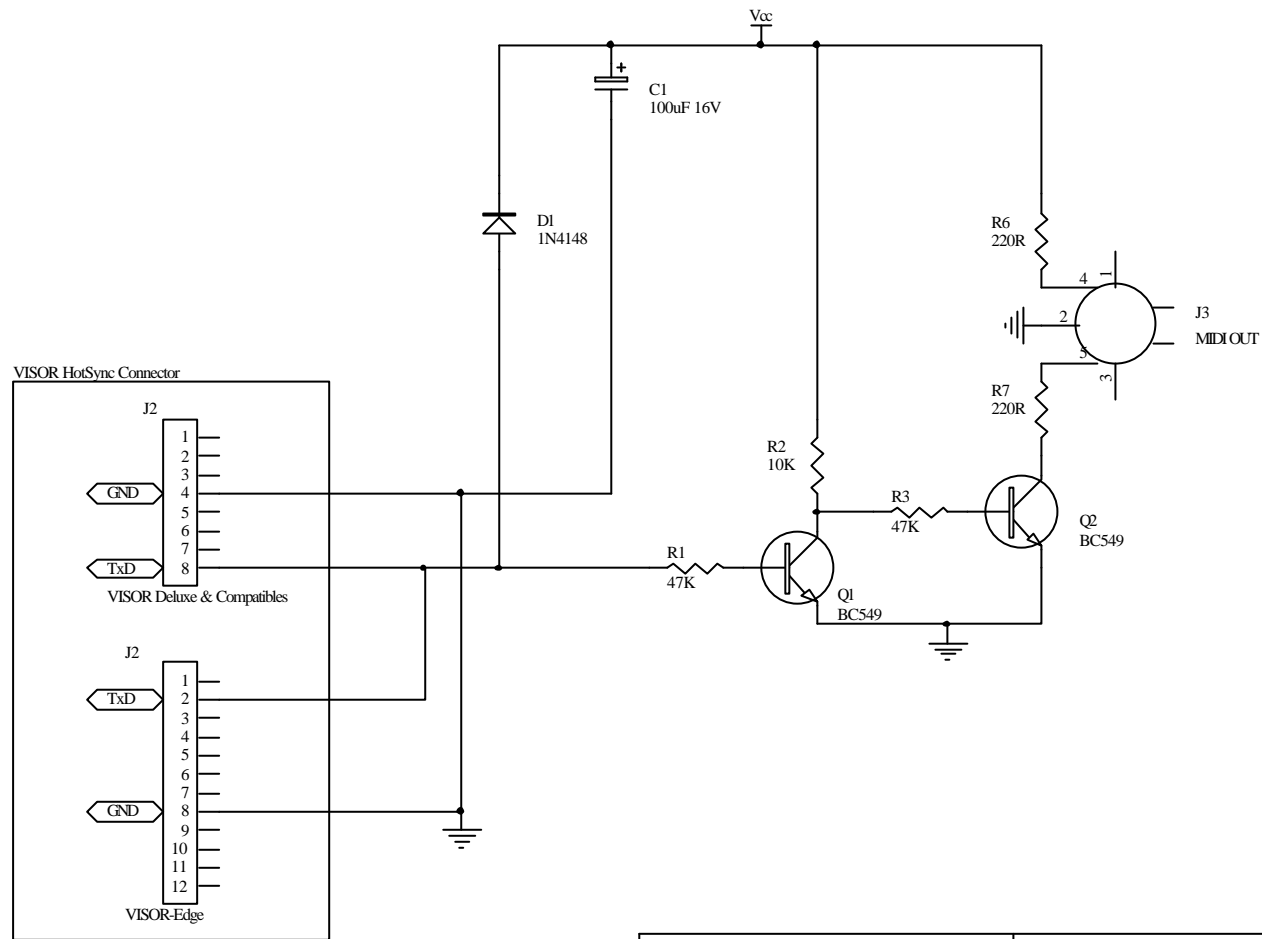 Vcc
C1
100uF 16V
D1
1N4148
R6
220R
4
1
2
J3
MIDI OUT
5
3
R7
220R
VISOR HotSync Connector
J2
1
2
3
GND
4
5
6
7
TxD
8
VISOR Deluxe & Compatibles
R2
10K
R3
47K
Q2
BC549
R1
47K
Q1
BC549
J2
1
TxD
2
3
4
5
6
7
GND
8
9
10
11
12
VISOR-Edge